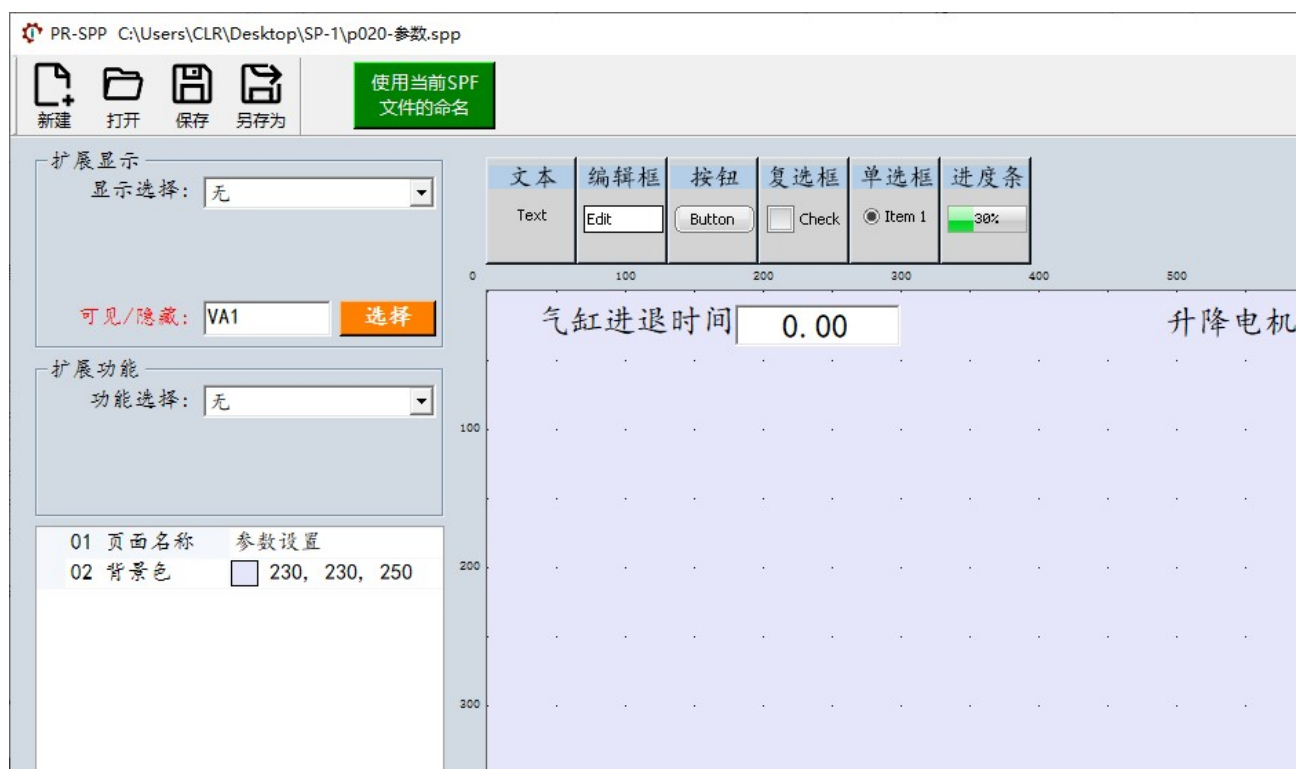 PR-SPP C:\Users\CLR\Desktop\SP-1\p020-参数.spp
新建 打开 保存 另存为
使用当前SPF
文件的命名
扩展显示
显示选择: 无
可见/隐藏: VA1 选择
扩展功能
功能选择: 无
01 页面名称 参数设置
02 背景色 230, 230, 250
文本 编辑框 按钮 复选框 单选框 进度条
Text Edit Button Check Item 1 30%
0 100 200 300 400 500
气缸进退时间 0.00 升降电机
100
200
300